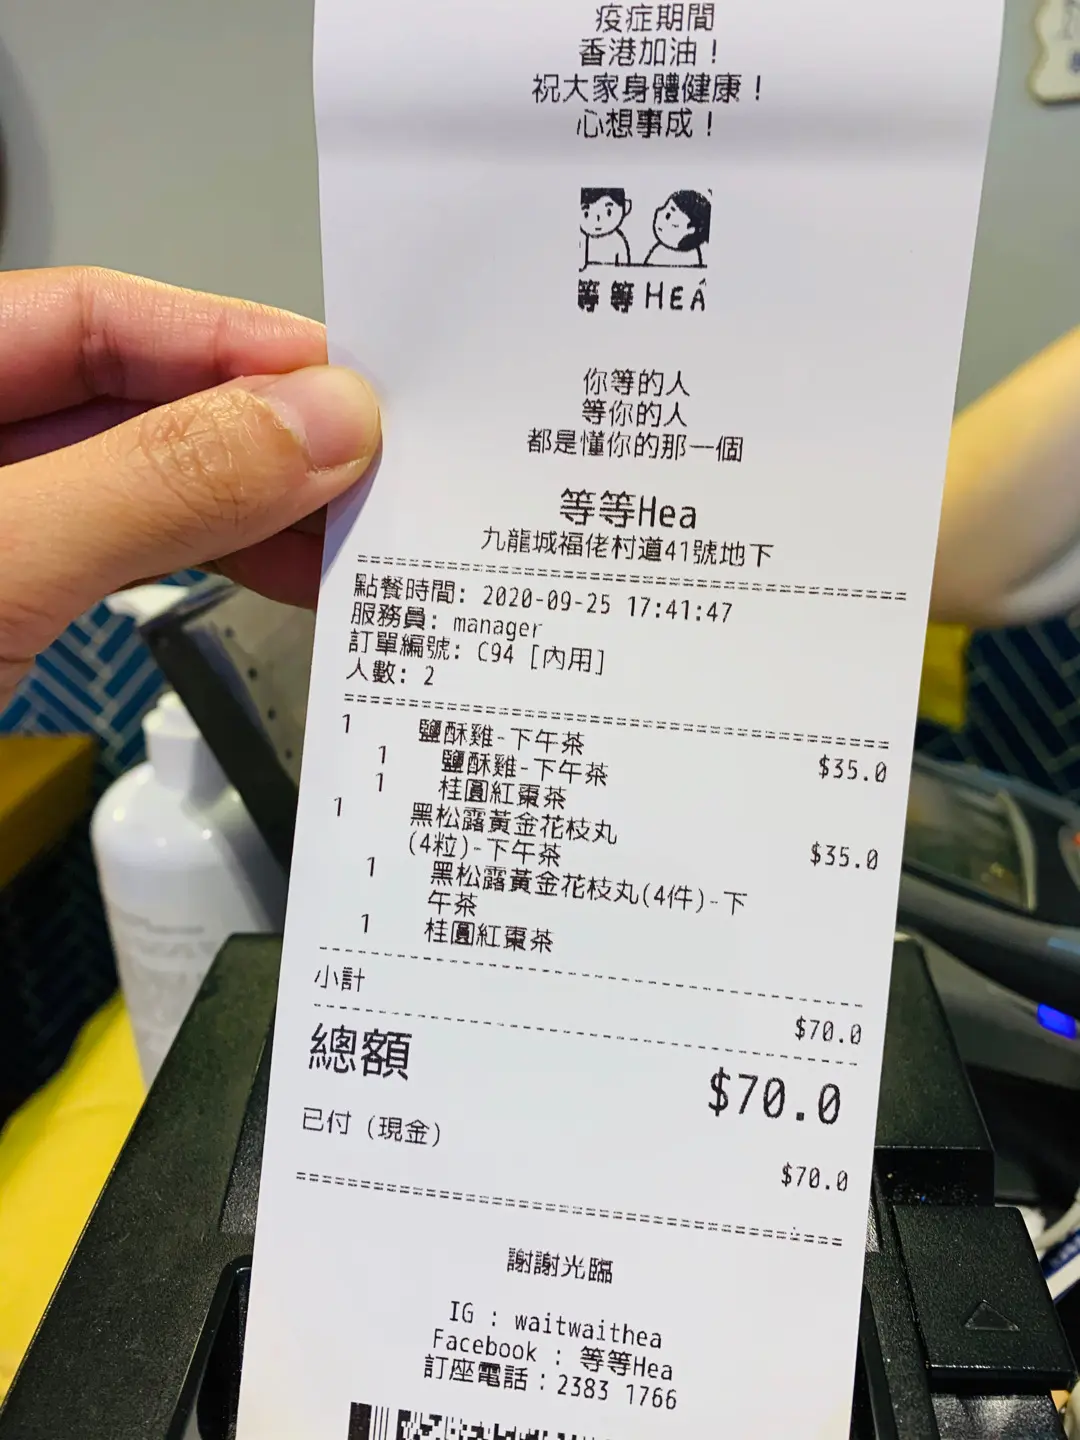 疫症期間
香港加油！
祝大家身體健康！
心想事成！
等等HEA
你等的人
等你的人
都是懂你的那一個
等等Hea
九龍城福佬村道41號地下
點餐時間: 2020-09-25 17:41:47
服務員: manager
訂單編號: C94 [內用]
人數: 2
1 鹽酥雞-下午茶 $35.0
1 鹽酥雞-下午茶
1 桂圓紅棗茶
1 黑松露黃金花枝丸
(4粒)-下午茶 $35.0
1 黑松露黃金花枝丸(4件)-下
午茶
1 桂圓紅棗茶
小計 $70.0
總額 $70.0
已付 (現金) $70.0
謝謝光臨
IG : waitwaithea
Facebook : 等等Hea
訂座電話：2383 1766